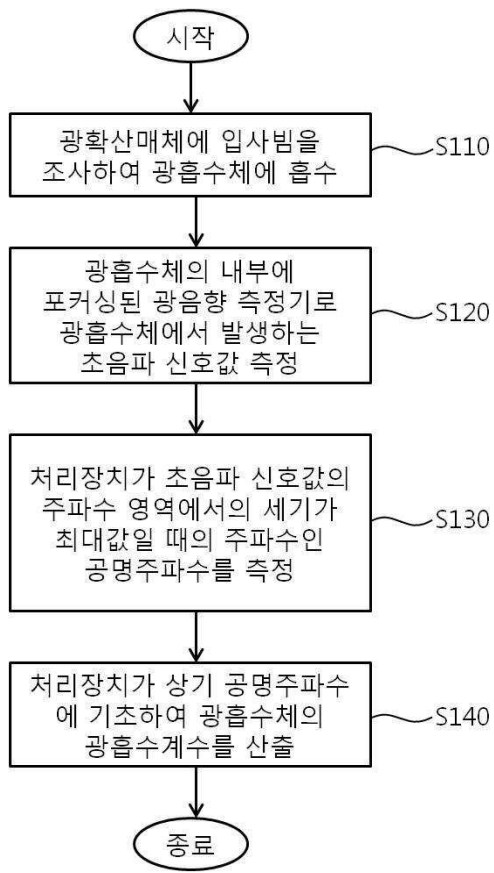 시작
광확산매체에 입사빔을
조사하여 광흡수체에 흡수
S110
광흡수체의 내부에
포커싱된 광음향 측정기로
광흡수체에서 발생하는
초음파 신호값 측정
S120
처리장치가 초음파 신호값의
주파수 영역에서의 세기가
최대값일 때의 주파수인
공명주파수를 측정
S130
처리장치가 상기 공명주파수
에 기초하여 광흡수체의
광흡수계수를 산출
S140
종료